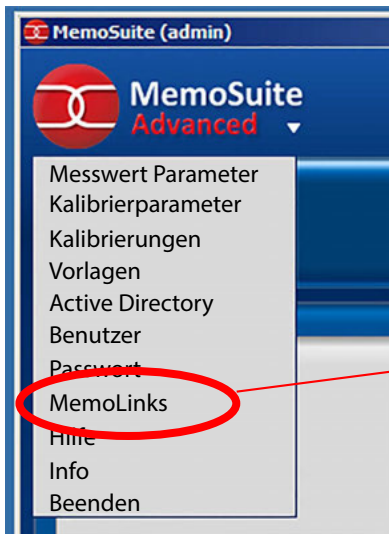 MemoSuite (admin)
MemoSuite
Advanced
Messwert Parameter
Kalibrierparameter
Kalibrierungen
Vorlagen
Active Directory
Benutzer
Passwort
MemoLinks
Hilfe
Info
Beenden